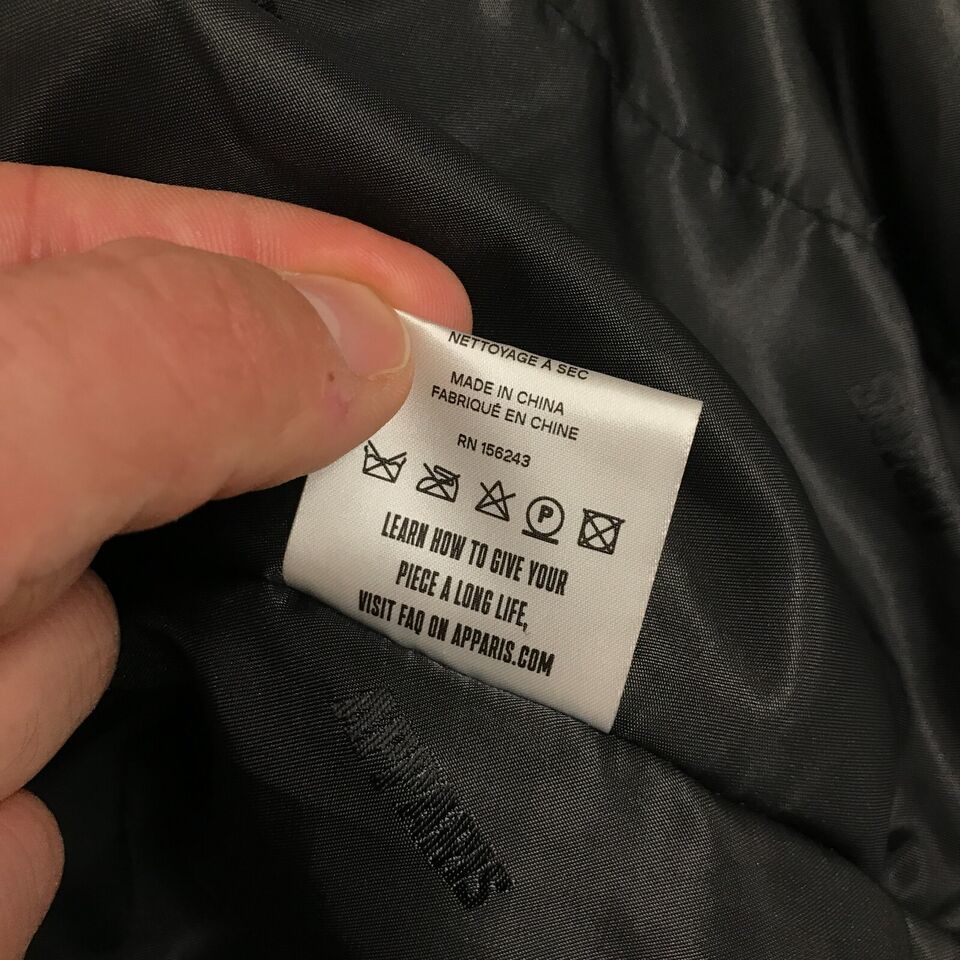 NETTOYAGE À SEC
MADE IN CHINA
FABRIQUÉ EN CHINE
RN 156243
P
LEARN HOW TO GIVE YOUR
PIECE A LONG LIFE,
VISIT FAQ ON APPARIS.COM
APPARIS